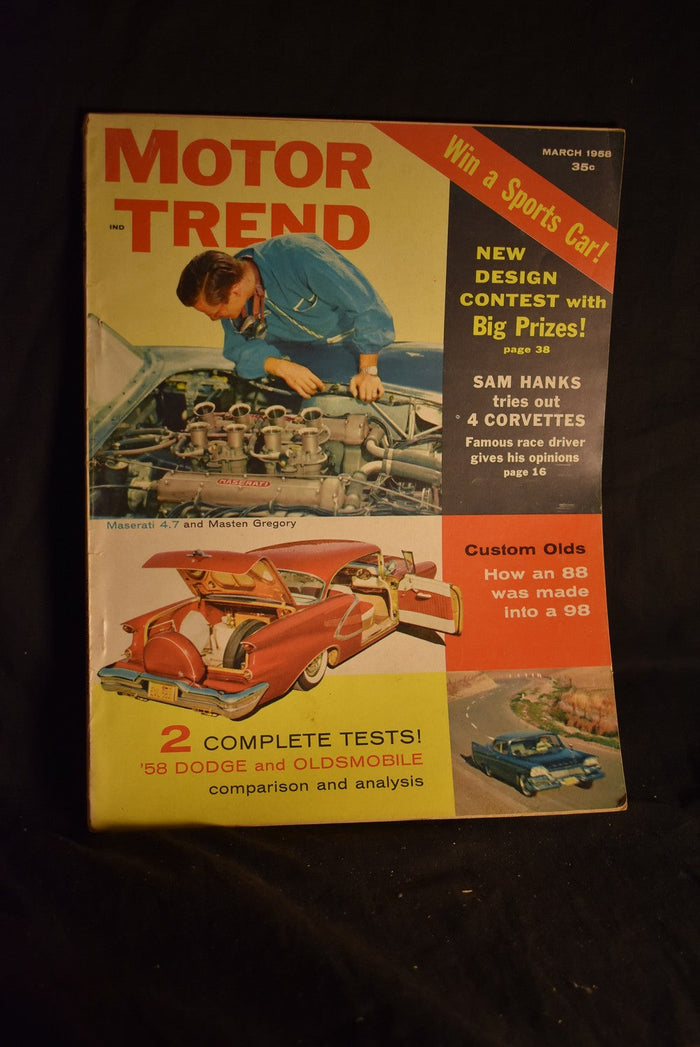 MOTOR
IND TREND
Win a Sports Car!
MARCH 1958
35c
NEW
DESIGN
CONTEST with
Big Prizes!
page 38
SAM HANKS
tries out
4 CORVETTES
Famous race driver
gives his opinions
page 16
MASERATI
Maserati 4.7 and Masten Gregory
Custom Olds
How an 88
was made
into a 98
2 COMPLETE TESTS!
'58 DODGE and OLDSMOBILE
comparison and analysis